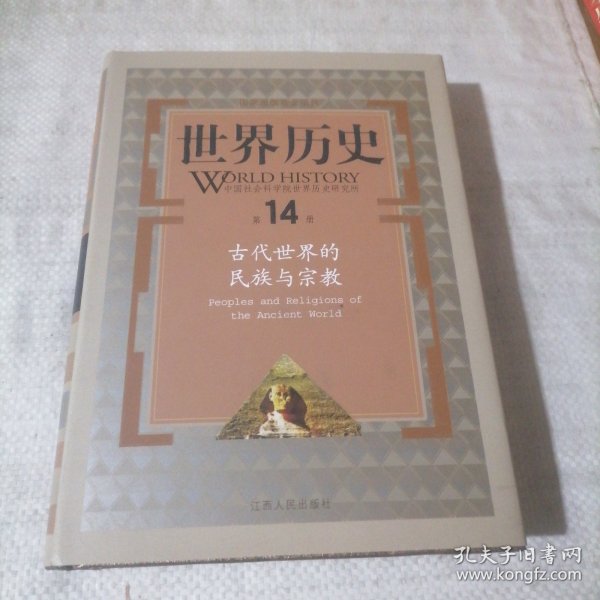 世界历史
WORLD HISTORY
中国社会科学院世界历史研究所
第14册
古代世界的
民族与宗教
Peoples and Religions of
the Ancient World
江西人民出版社
孔夫子旧书网
www.kongfz.com